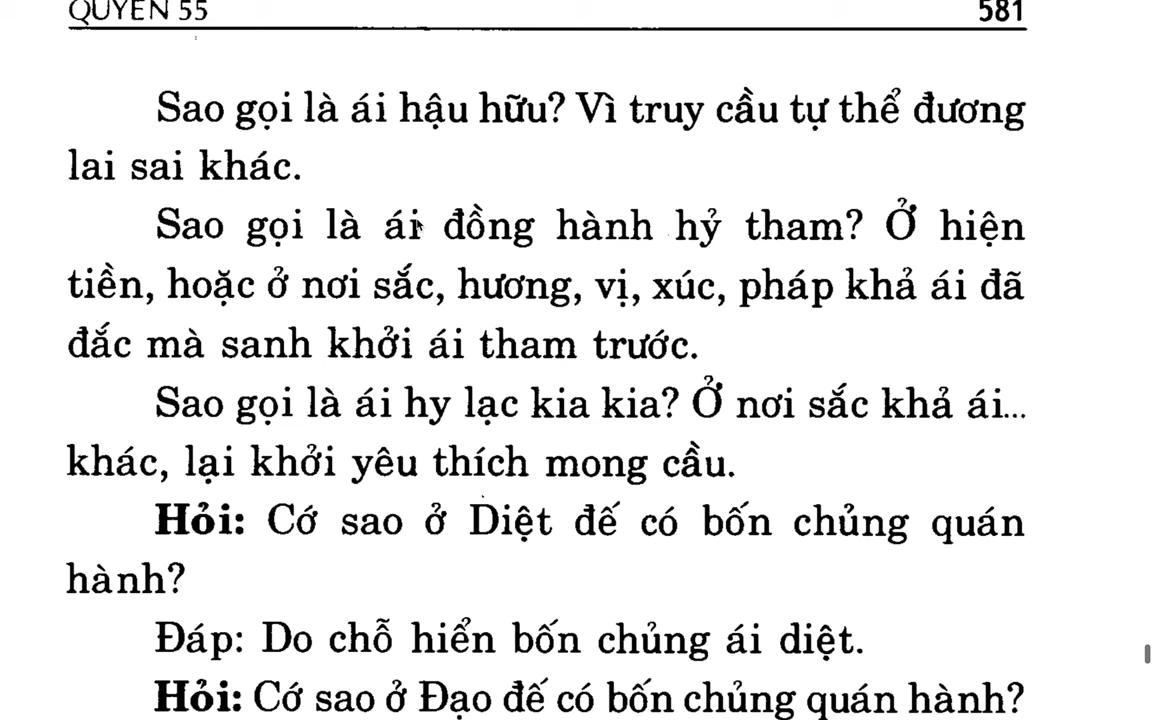 QUYỂN 55 581
Sao gọi là ái hậu hữu? Vì truy cầu tự thể đương
lai sai khác.
Sao gọi là ái đồng hành hỷ tham? Ở hiện
tiền, hoặc ở nơi sắc, hương, vị, xúc, pháp khả ái đã
đắc mà sanh khởi ái tham trước.
Sao gọi là ái hy lạc kia kia? Ở nơi sắc khả ái...
khác, lại khởi yêu thích mong cầu.
Hỏi: Cớ sao ở Diệt đế có bốn chủng quán
hành?
Đáp: Do chỗ hiển bốn chủng ái diệt.
Hỏi: Cớ sao ở Đạo đế có bốn chủng quán hành?